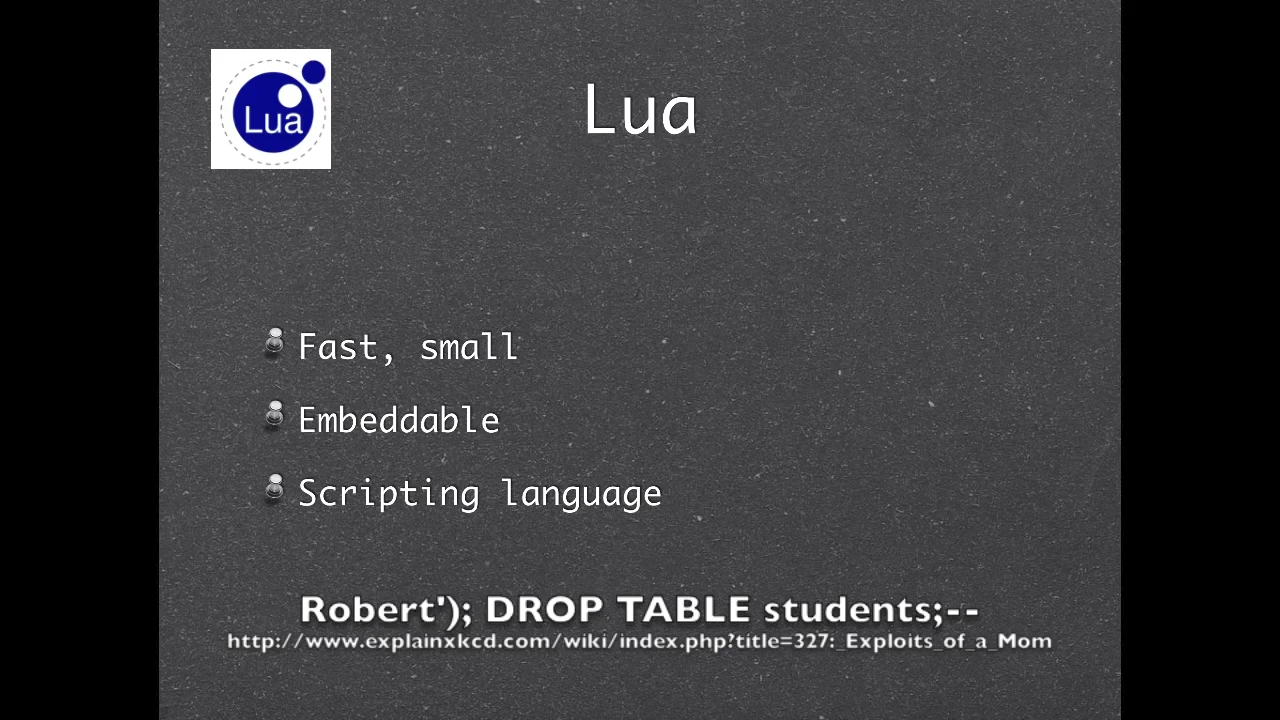 Lua
Lua
Fast, small
Embeddable
Scripting language
Robert'); DROP TABLE students;--
http://www.explainxkcd.com/wiki/index.php?title=327:_Exploits_of_a_Mom